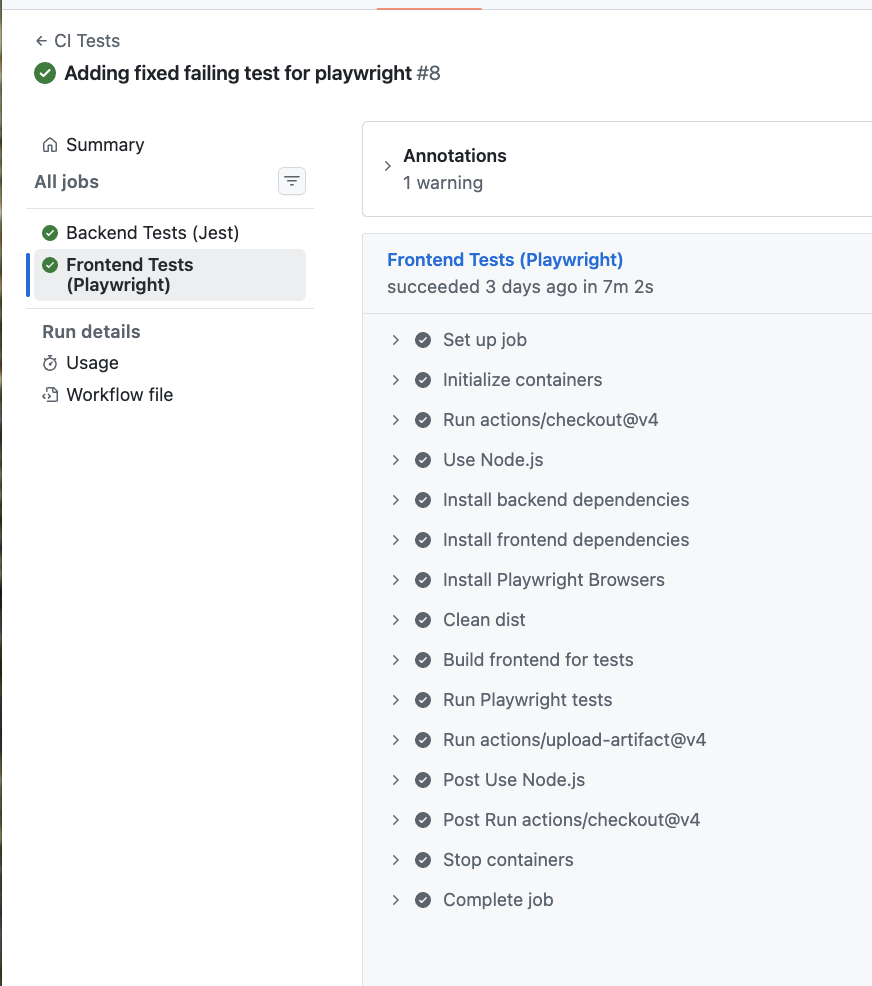 ← CI Tests
Adding fixed failing test for playwright #8
Summary
All jobs
Backend Tests (Jest)
Frontend Tests
(Playwright)
Run details
Usage
Workflow file
Annotations
1 warning
Frontend Tests (Playwright)
succeeded 3 days ago in 7m 2s
Set up job
Initialize containers
Run actions/checkout@v4
Use Node.js
Install backend dependencies
Install frontend dependencies
Install Playwright Browsers
Clean dist
Build frontend for tests
Run Playwright tests
Run actions/upload-artifact@v4
Post Use Node.js
Post Run actions/checkout@v4
Stop containers
Complete job